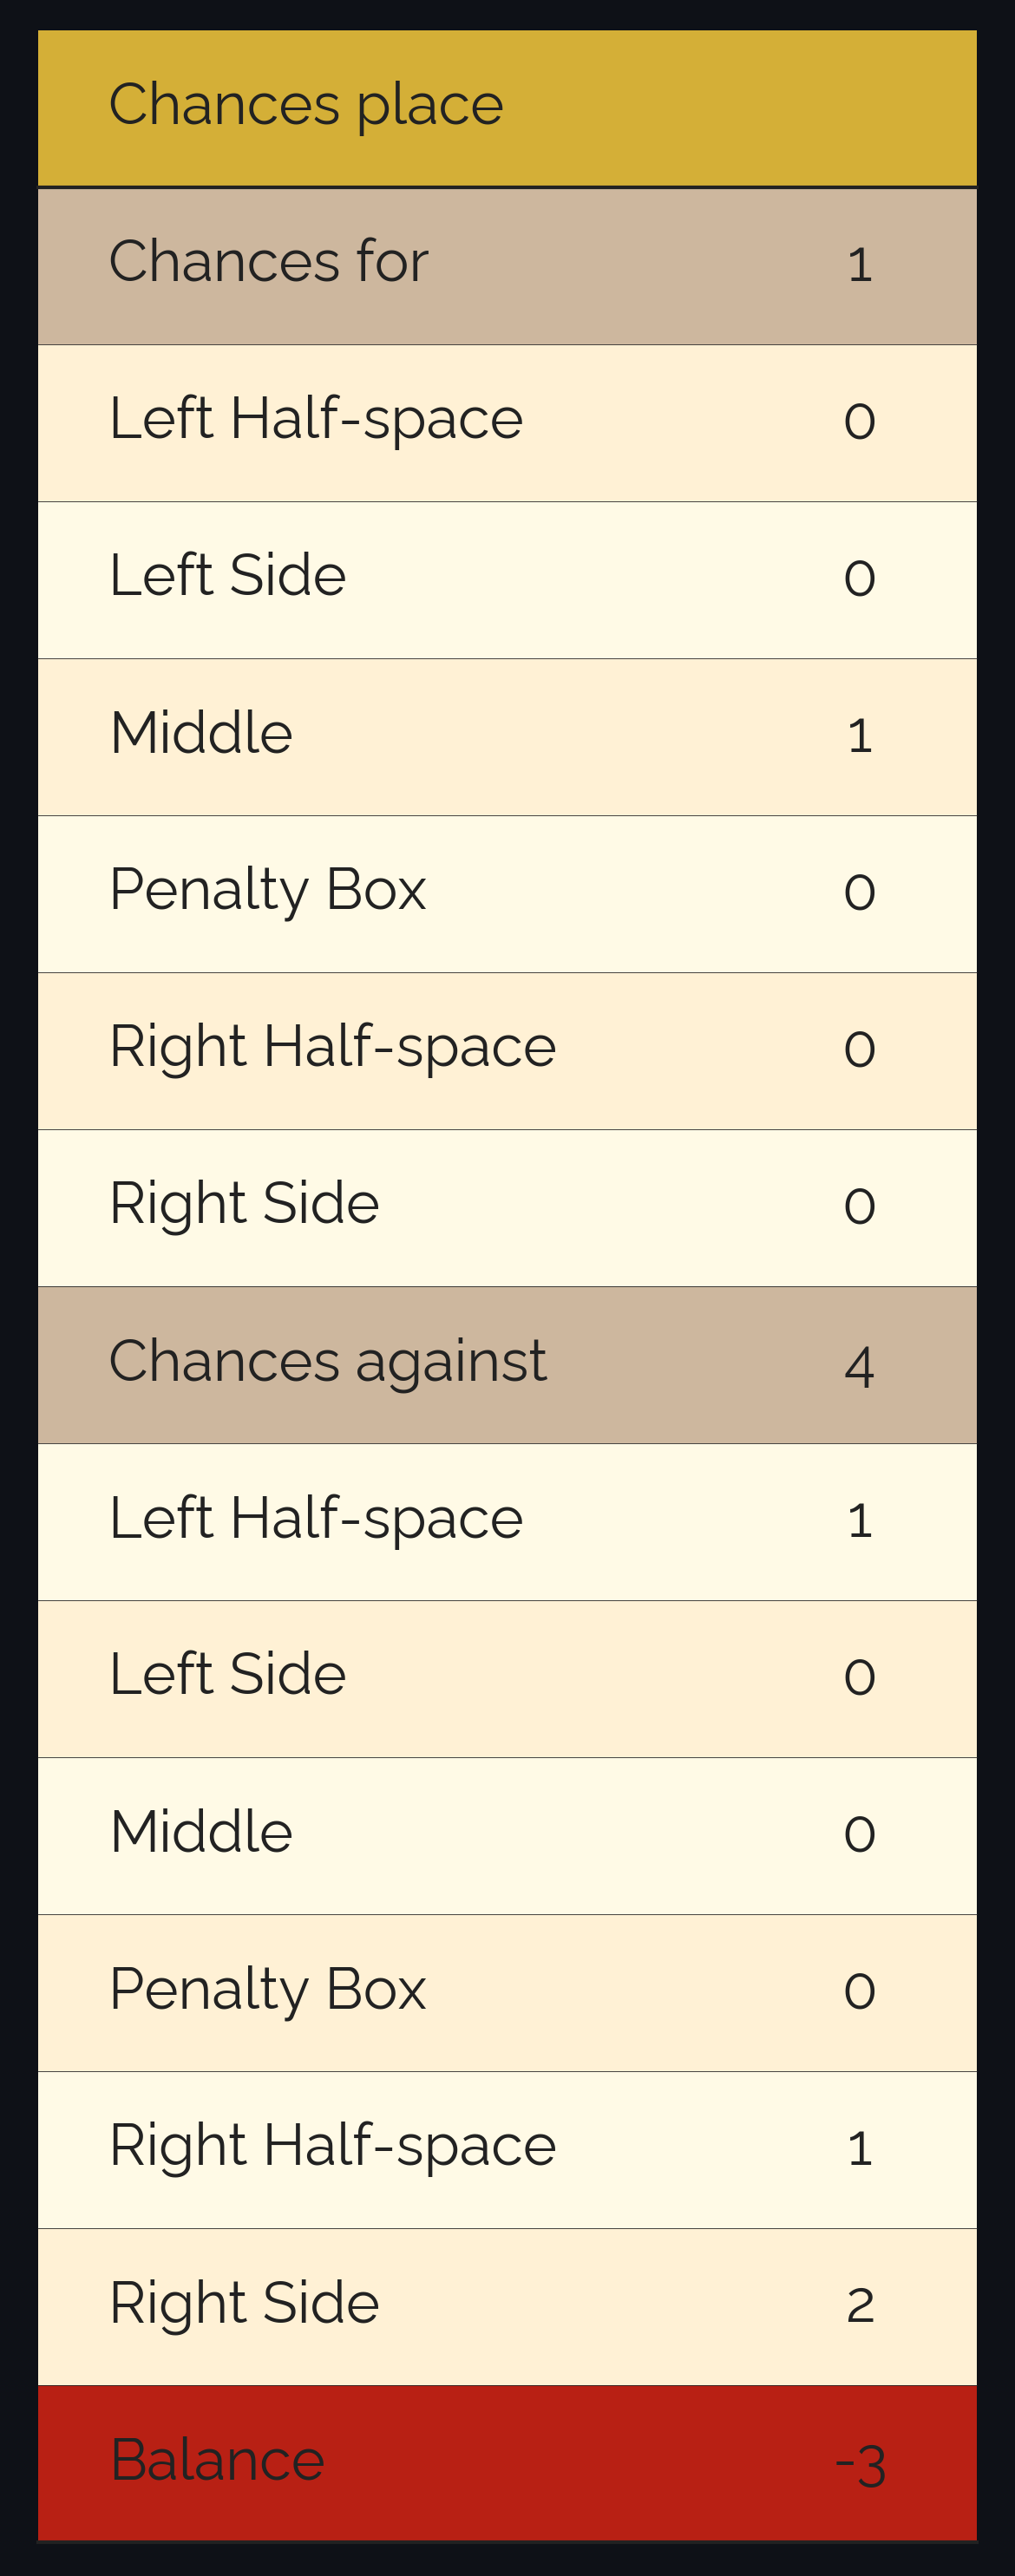 Chances place
Chances for 1
Left Half-space 0
Left Side 0
Middle 1
Penalty Box 0
Right Half-space 0
Right Side 0
Chances against 4
Left Half-space 1
Left Side 0
Middle 0
Penalty Box 0
Right Half-space 1
Right Side 2
Balance -3